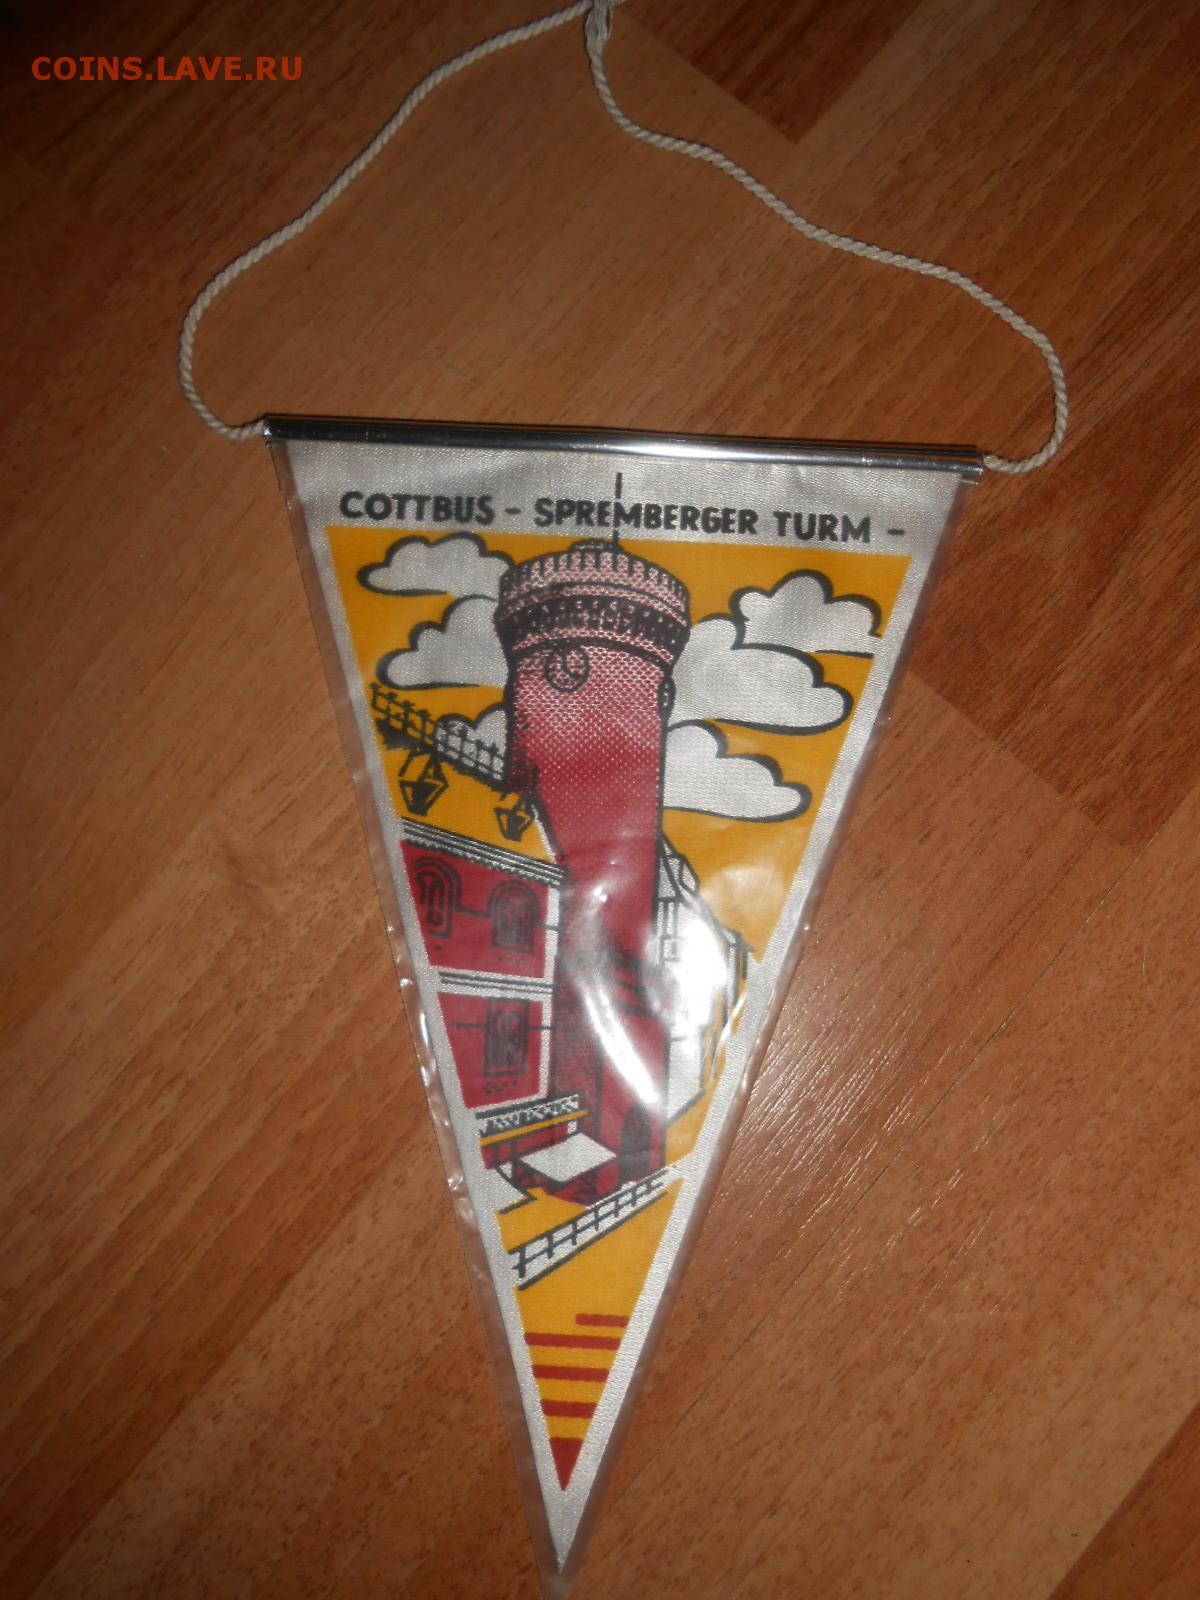 COINS.LAVE.RU
COTTBUS - SPREMBERGER TURM -